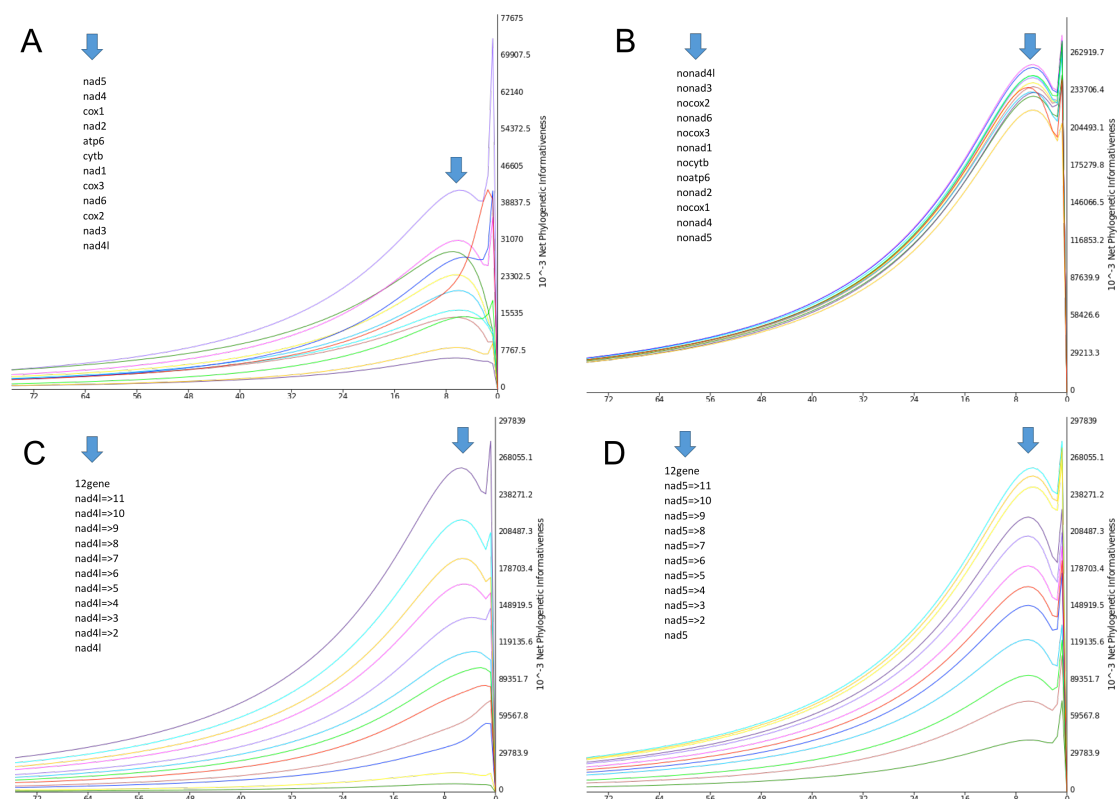 A
nad5
nad4
cox1
nad2
atp6
cytb
nad1
cox3
nad6
cox2
nad3
nad4l
77675
69907.5
62140
54372.5
46605
38837.5
31070
23302.5
15535
7767.5
0
10^-3 Net Phylogenetic Informativeness
72 64 56 48 40 32 24 16 8 0
B
nonad4l
nonad3
nocox2
nonad6
nocox3
nonad1
nocytb
noatp6
nonad2
nocox1
nonad4
nonad5
262919.7
233706.4
204493.1
175279.8
146066.5
116853.2
87639.9
58426.6
29213.3
0
10^-3 Net Phylogenetic Informativeness
72 64 56 48 40 32 24 16 8 0
C
12gene
nad4l=>11
nad4l=>10
nad4l=>9
nad4l=>8
nad4l=>7
nad4l=>6
nad4l=>5
nad4l=>4
nad4l=>3
nad4l=>2
nad4l
297839
268055.1
238271.2
208487.3
178703.4
148919.5
119135.6
89351.7
59567.8
29783.9
0
10^-3 Net Phylogenetic Informativeness
72 64 56 48 40 32 24 16 8 0
D
12gene
nad5=>11
nad5=>10
nad5=>9
nad5=>8
nad5=>7
nad5=>6
nad5=>5
nad5=>4
nad5=>3
nad5=>2
nad5
297839
268055.1
238271.2
208487.3
178703.4
148919.5
119135.6
89351.7
59567.8
29783.9
0
10^-3 Net Phylogenetic Informativeness
72 64 56 48 40 32 24 16 8 0